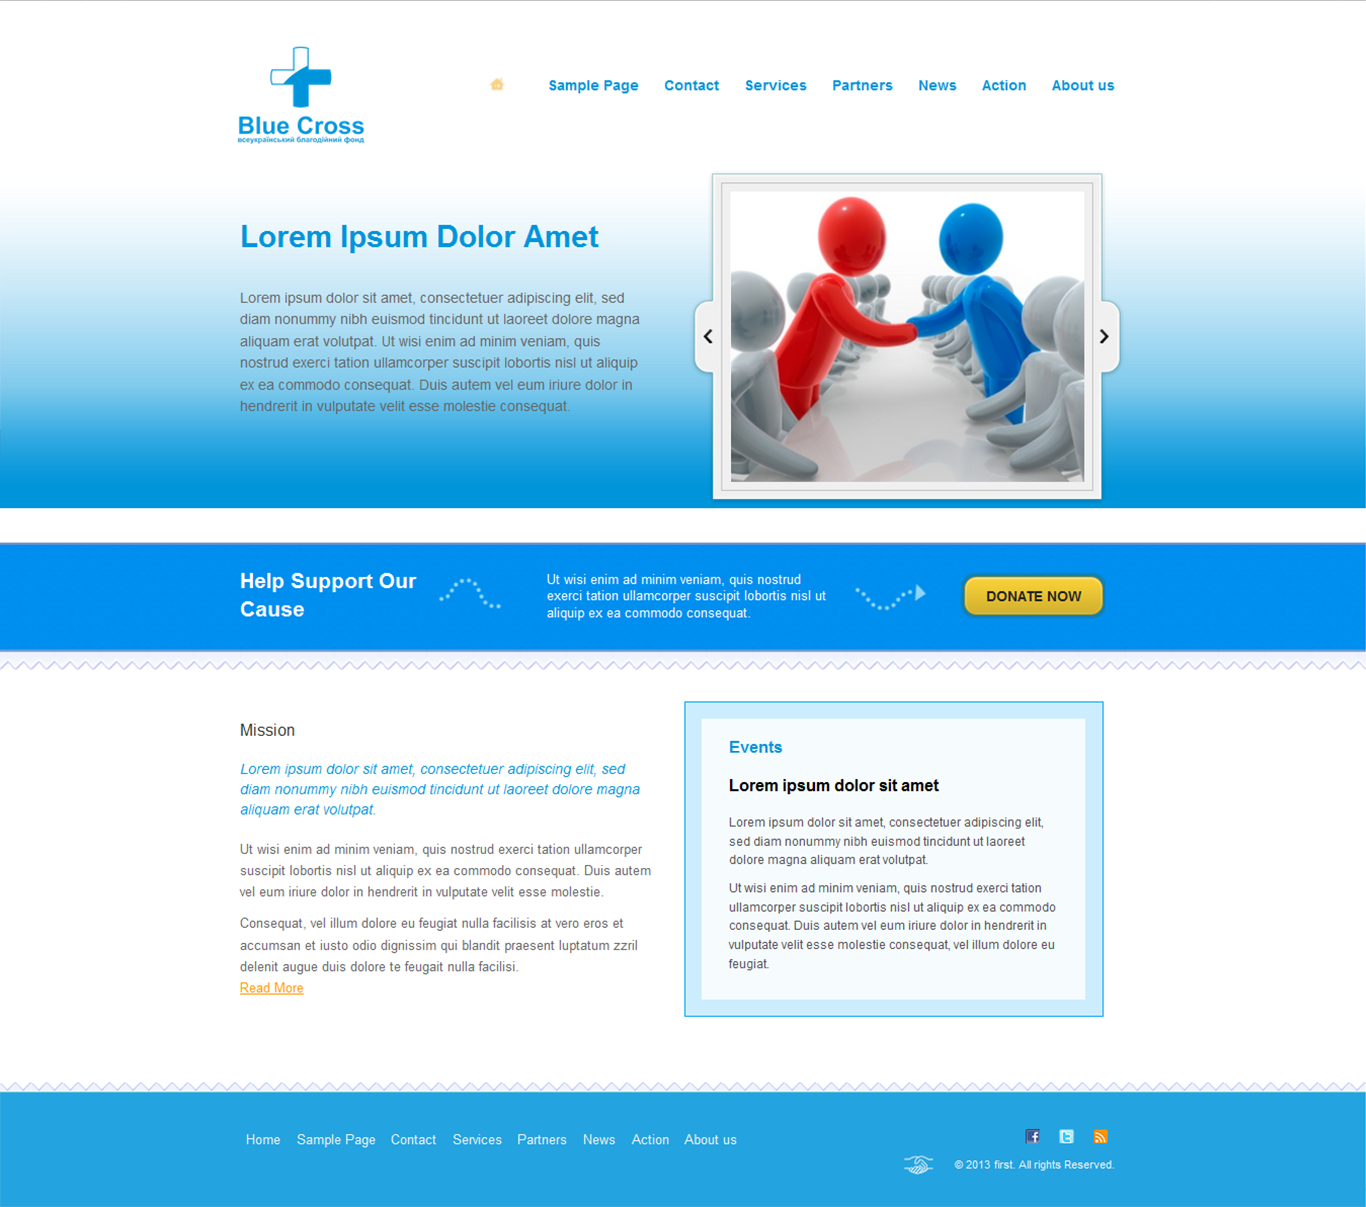 Blue Cross
всеукраїнський благодійний фонд
Sample Page Contact Services Partners News Action About us
Lorem Ipsum Dolor Amet
Lorem ipsum dolor sit amet, consectetuer adipiscing elit, sed
diam nonummy nibh euismod tincidunt ut laoreet dolore magna
aliquam erat volutpat. Ut wisi enim ad minim veniam, quis
nostrud exerci tation ullamcorper suscipit lobortis nisl ut aliquip
ex ea commodo consequat. Duis autem vel eum iriure dolor in
hendrerit in vulputate velit esse molestie consequat.
Help Support Our
Cause
Ut wisi enim ad minim veniam, quis nostrud
exerci tation ullamcorper suscipit lobortis nisl ut
aliquip ex ea commodo consequat.
DONATE NOW
Mission
Lorem ipsum dolor sit amet, consectetuer adipiscing elit, sed
diam nonummy nibh euismod tincidunt ut laoreet dolore magna
aliquam erat volutpat.
Ut wisi enim ad minim veniam, quis nostrud exerci tation ullamcorper
suscipit lobortis nisl ut aliquip ex ea commodo consequat. Duis autem
vel eum iriure dolor in hendrerit in vulputate velit esse molestie.
Consequat, vel illum dolore eu feugiat nulla facilisis at vero eros et
accumsan et iusto odio dignissim qui blandit praesent luptatum zzril
delenit augue duis dolore te feugait nulla facilisi.
Read More
Events
Lorem ipsum dolor sit amet
Lorem ipsum dolor sit amet, consectetuer adipiscing elit,
sed diam nonummy nibh euismod tincidunt ut laoreet
dolore magna aliquam erat volutpat.
Ut wisi enim ad minim veniam, quis nostrud exerci tation
ullamcorper suscipit lobortis nisl ut aliquip ex ea commodo
consequat. Duis autem vel eum iriure dolor in hendrerit in
vulputate velit esse molestie consequat, vel illum dolore eu
feugiat.
Home Sample Page Contact Services Partners News Action About us
© 2013 first. All rights Reserved.